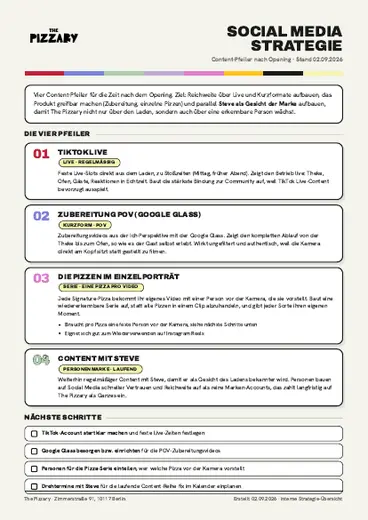 THE
PIZZARY
SOCIAL MEDIA
STRATEGIE
Content-Pfeiler nach Opening · Stand 02.09.2026
Vier Content-Pfeiler für die Zeit nach dem Opening. Ziel: Reichweite über Live und Kurzformate aufbauen, das
Produkt greifbar machen (Zubereitung, einzelne Pizzen) und parallel Steve als Gesicht der Marke aufbauen,
damit The Pizzary nicht nur über den Laden, sondern auch über eine erkennbare Person wächst.
DIE VIER PFEILER
01 TIKTOK LIVE
LIVE · REGELMÄSSIG
Feste Live-Slots direkt aus dem Laden, zu Stoßzeiten (Mittag, früher Abend). Zeigt den Betrieb live: Theke,
Ofen, Gäste, Reaktionen in Echtzeit. Baut die stärkste Bindung zur Community auf, weil TikTok Live-Content
bevorzugt ausspielt.
02 ZUBEREITUNG POV (GOOGLE GLASS)
KURZFORM · POV
Zubereitungsvideos aus der Ich-Perspektive mit der Google Glass. Zeigt den kompletten Ablauf von der
Theke bis zum Ofen, so wie es der Gast selbst erlebt. Wirkt ungefiltert und authentisch, weil die Kamera
direkt am Kopf sitzt statt gestellt zu filmen.
03 DIE PIZZEN IM EINZELPORTRÄT
SERIE · EINE PIZZA PRO VIDEO
Jede Signature-Pizza bekommt ihr eigenes Video mit einer Person vor der Kamera, die sie vorstellt. Baut eine
wiedererkennbare Serie auf, statt alle Pizzen in einem Clip abzuhandeln, und gibt jeder Sorte ihren eigenen
Moment.
• Braucht pro Pizza eine feste Person vor der Kamera, siehe nächste Schritte unten
• Eignet sich gut zum Wiederverwenden auf Instagram Reels
04 CONTENT MIT STEVE
PERSONENMARKE · LAUFEND
Weiterhin regelmäßiger Content mit Steve, damit er als Gesicht des Ladens bekannter wird. Personen bauen
auf Social Media schneller Vertrauen und Reichweite auf als reine Marken-Accounts, das zahlt langfristig auf
The Pizzary als Ganzes ein.
NÄCHSTE SCHRITTE
TikTok-Account startklar machen und feste Live-Zeiten festlegen
Google Glass besorgen bzw. einrichten für die POV-Zubereitungsvideos
Personen für die Pizza-Serie einteilen, wer welche Pizza vor der Kamera vorstellt
Drehtermine mit Steve für die laufende Content-Reihe fix im Kalender einplanen
The Pizzary · Zimmerstraße 91, 10117 Berlin
Erstellt 02.09.2026 · Interne Strategie-Übersicht